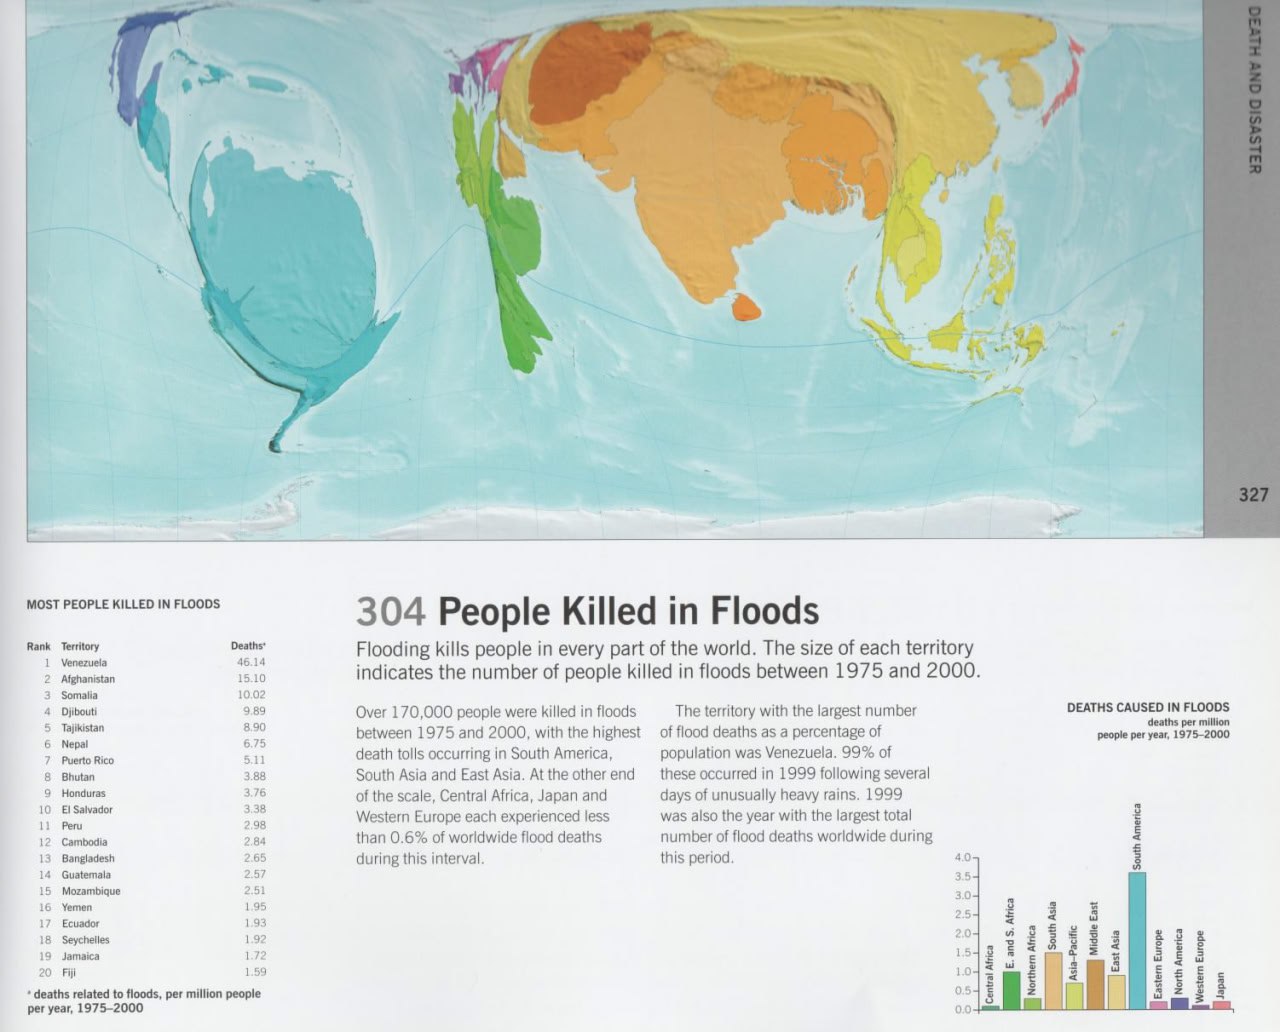 DEATH AND DISASTER
327
MOST PEOPLE KILLED IN FLOODS
Rank Territory Deaths*
1 Venezuela 46.14
2 Afghanistan 15.10
3 Somalia 10.02
4 Djibouti 9.89
5 Tajikistan 8.90
6 Nepal 6.75
7 Puerto Rico 5.11
8 Bhutan 3.88
9 Honduras 3.76
10 El Salvador 3.38
11 Peru 2.98
12 Cambodia 2.84
13 Bangladesh 2.65
14 Guatemala 2.57
15 Mozambique 2.51
16 Yemen 1.95
17 Ecuador 1.93
18 Seychelles 1.92
19 Jamaica 1.72
20 Fiji 1.59
* deaths related to floods, per million people
per year, 1975–2000
304 People Killed in Floods
Flooding kills people in every part of the world. The size of each territory
indicates the number of people killed in floods between 1975 and 2000.
Over 170,000 people were killed in floods
between 1975 and 2000, with the highest
death tolls occurring in South America,
South Asia and East Asia. At the other end
of the scale, Central Africa, Japan and
Western Europe each experienced less
than 0.6% of worldwide flood deaths
during this interval.
The territory with the largest number
of flood deaths as a percentage of
population was Venezuela. 99% of
these occurred in 1999 following several
days of unusually heavy rains. 1999
was also the year with the largest total
number of flood deaths worldwide during
this period.
DEATHS CAUSED IN FLOODS
deaths per million
people per year, 1975–2000
4.0
3.5
3.0
2.5
2.0
1.5
1.0
0.5
0.0
Central Africa
E. and S. Africa
Northern Africa
South Asia
Asia–Pacific
Middle East
East Asia
South America
Eastern Europe
North America
Western Europe
Japan